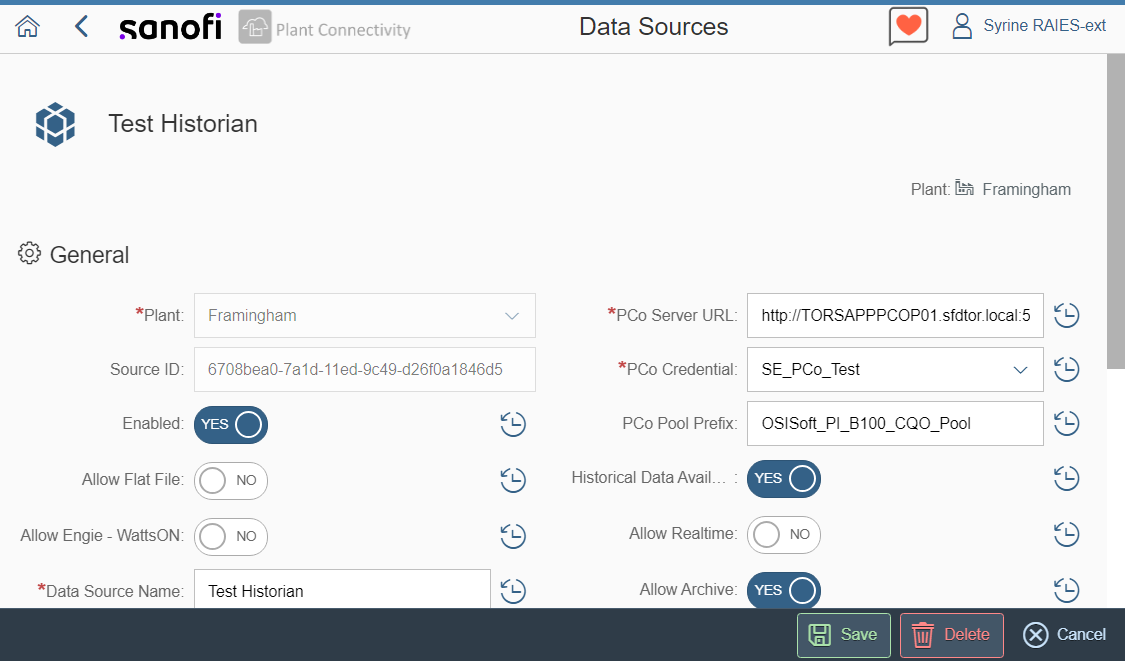 sanofi Plant Connectivity Data Sources Syrine RAIES-ext
Test Historian
Plant: Framingham
General
*Plant: Framingham
*PCo Server URL: http://TORSAPPPCOP01.sfdtor.local:5
Source ID: 6708bea0-7a1d-11ed-9c49-d26f0a1846d5
*PCo Credential: SE_PCo_Test
Enabled: YES
PCo Pool Prefix: OSISoft_PI_B100_CQO_Pool
Allow Flat File: NO
Historical Data Avail... : YES
Allow Engie - WattsON: NO
Allow Realtime: NO
*Data Source Name: Test Historian
Allow Archive: YES
Save Delete Cancel